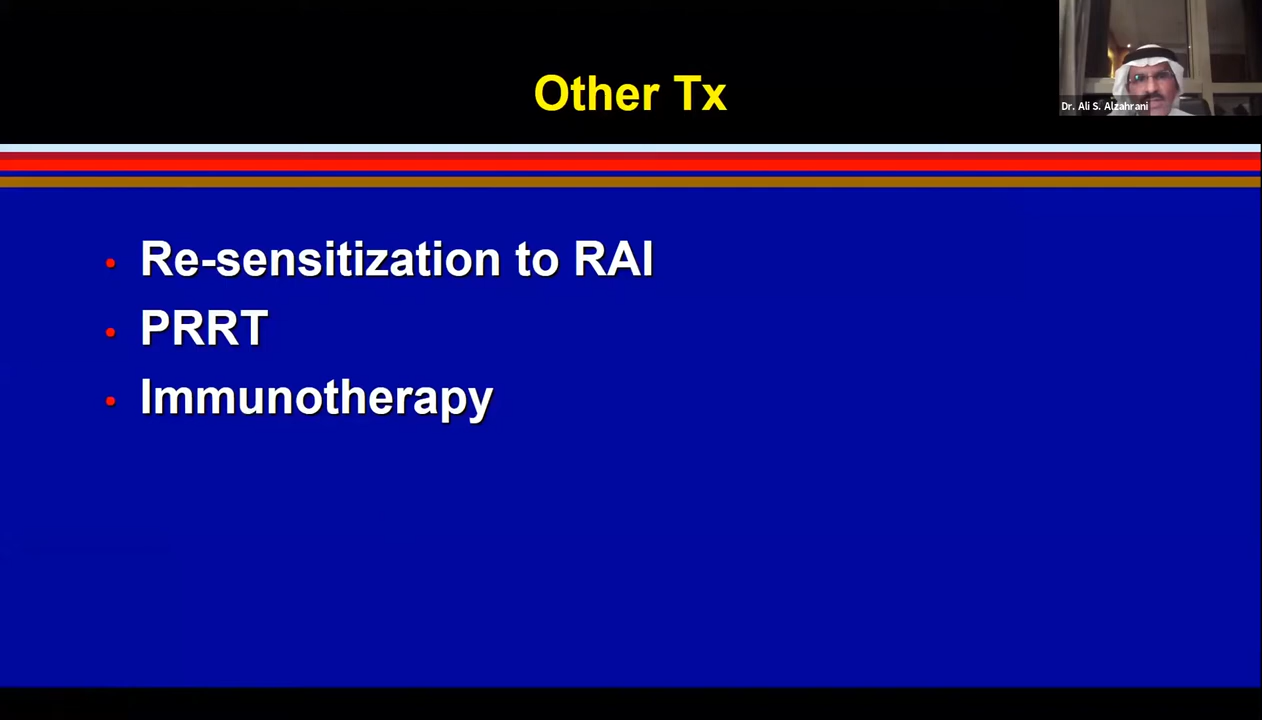 Other Tx
Dr. Ali S. Alzahrani
• Re-sensitization to RAI
• PRRT
• Immunotherapy